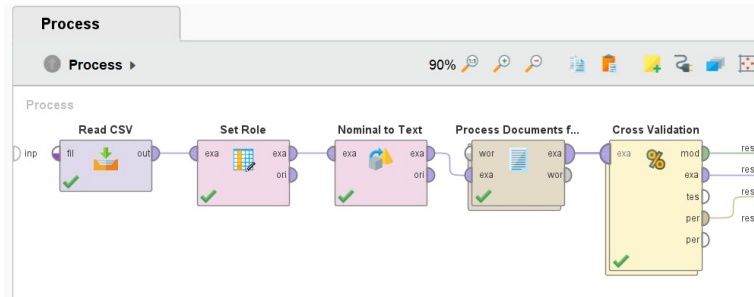 Process
Process
90%
Process
Read CSV
Set Role
Nominal to Text
Process Documents f...
Cross Validation
inp
fil
out
exa
exa
ori
exa
exa
ori
wor
exa
exa
wor
exa
mod
exa
tes
per
per
res
res
res
res